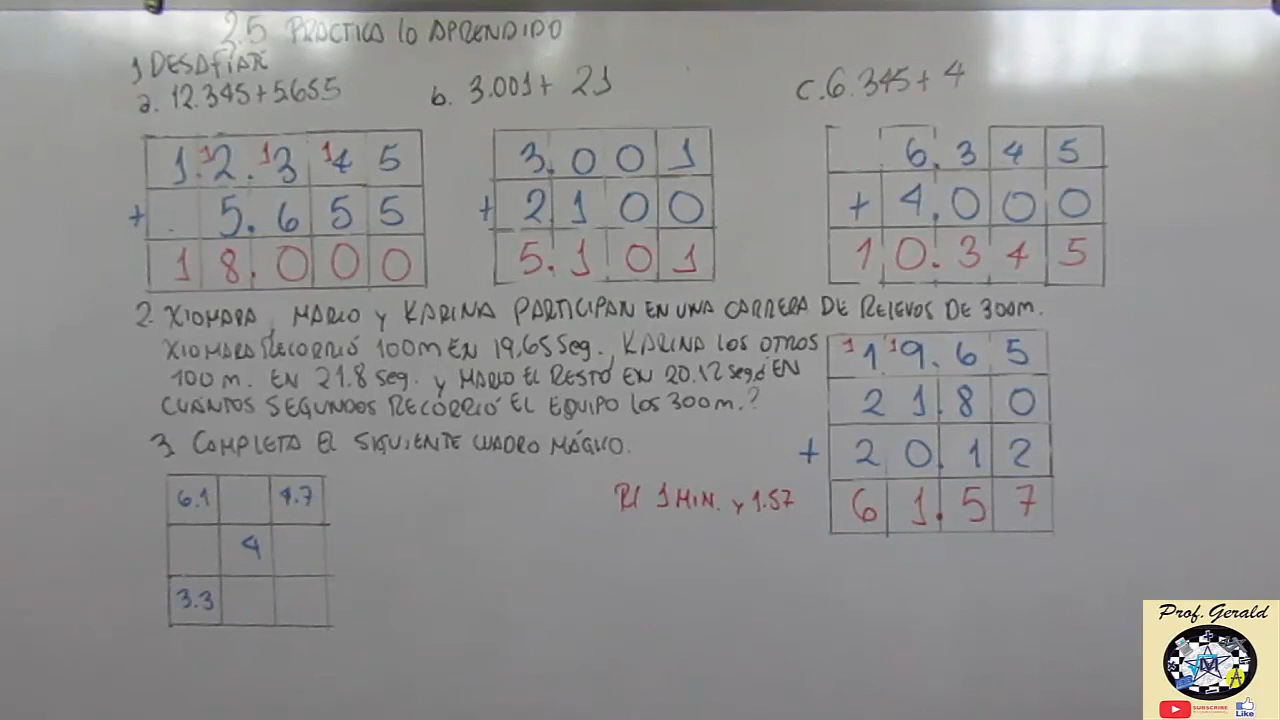 2.5 PRACTICA lo APRENDIDO
1) DESAFIATE
a. 12.345 + 5.655
b. 3.001 + 2.1
c. 6.345 + 4
1 1 1
1 2 . 3 4 5
+ 5 . 6 5 5
1 8 . 0 0 0
3 . 0 0 1
+ 2 1 0 0
5 . 1 0 1
6 . 3 4 5
+ 4 . 0 0 0
1 0 . 3 4 5
2. XIOMARA, MARIO y KARINA PARTICIPAN EN UNA CARRERA DE RELEVOS DE 300m.
XIOMARA RECORRIÓ 100m EN 19.65 Seg., KARINA LOS OTROS
100 m. EN 21.8 seg. y MARIO EL RESTO EN 20.12 seg ¿ EN
CUÁNTOS SEGUNDOS RECORRIÓ EL EQUIPO los 300m.?
1 1
1 9 . 6 5
2 1 . 8 0
+ 2 0 . 1 2
6 1 . 5 7
R/ 1 MIN. y 1.57
3. COMPLETA EL SIGUIENTE CUADRO MÁGICO.
6.1 4.7
4
3.3
Prof. Gerald
M
A
SUBSCRIBE
Like